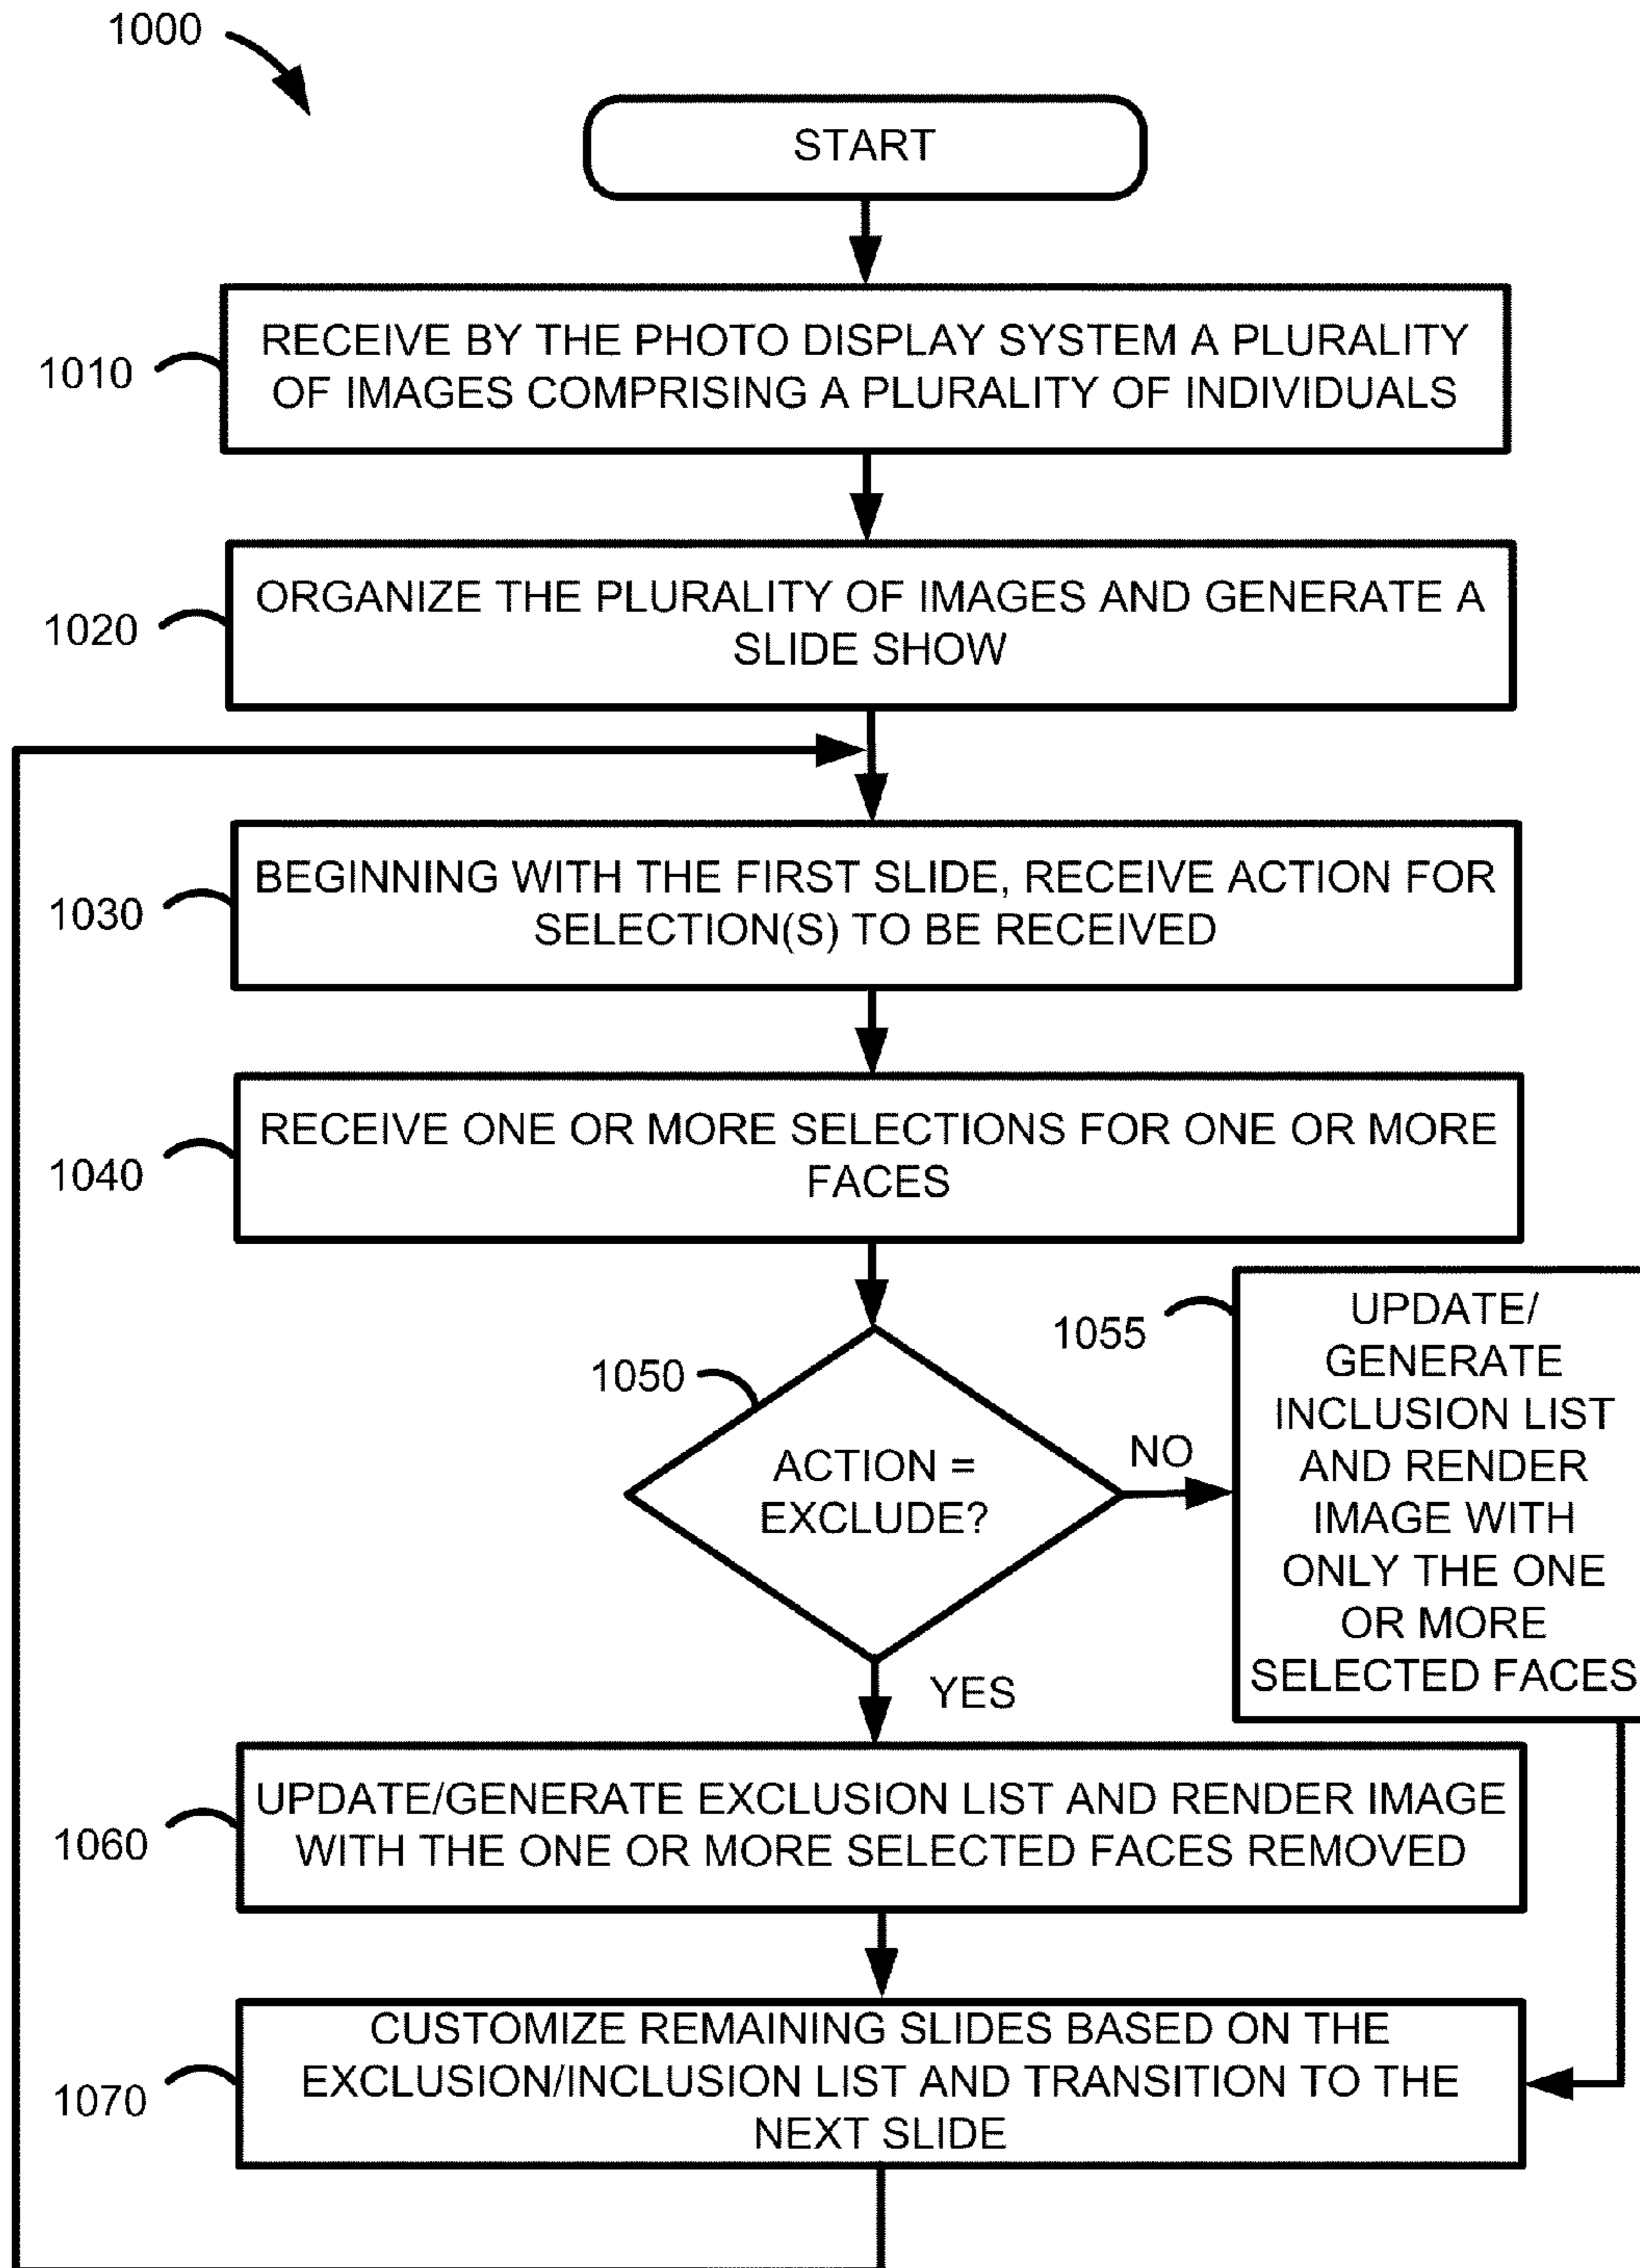 1000
START
1010
RECEIVE BY THE PHOTO DISPLAY SYSTEM A PLURALITY
OF IMAGES COMPRISING A PLURALITY OF INDIVIDUALS
1020
ORGANIZE THE PLURALITY OF IMAGES AND GENERATE A
SLIDE SHOW
1030
BEGINNING WITH THE FIRST SLIDE, RECEIVE ACTION FOR
SELECTION(S) TO BE RECEIVED
1040
RECEIVE ONE OR MORE SELECTIONS FOR ONE OR MORE
FACES
1050
ACTION =
EXCLUDE?
NO
1055
UPDATE/
GENERATE
INCLUSION LIST
AND RENDER
IMAGE WITH
ONLY THE ONE
OR MORE
SELECTED FACES
YES
1060
UPDATE/GENERATE EXCLUSION LIST AND RENDER IMAGE
WITH THE ONE OR MORE SELECTED FACES REMOVED
1070
CUSTOMIZE REMAINING SLIDES BASED ON THE
EXCLUSION/INCLUSION LIST AND TRANSITION TO THE
NEXT SLIDE